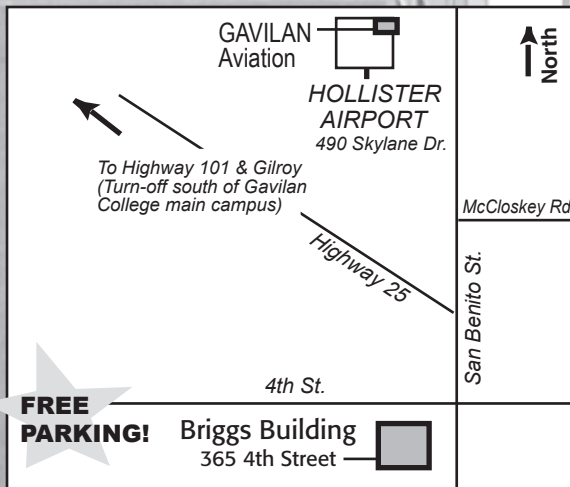 GAVILAN
Aviation
North
HOLLISTER
AIRPORT
490 Skylane Dr.
To Highway 101 & Gilroy
(Turn-off south of Gavilan
College main campus)
McCloskey Rd
Highway 25
San Benito St.
4th St.
FREE
PARKING!
Briggs Building
365 4th Street